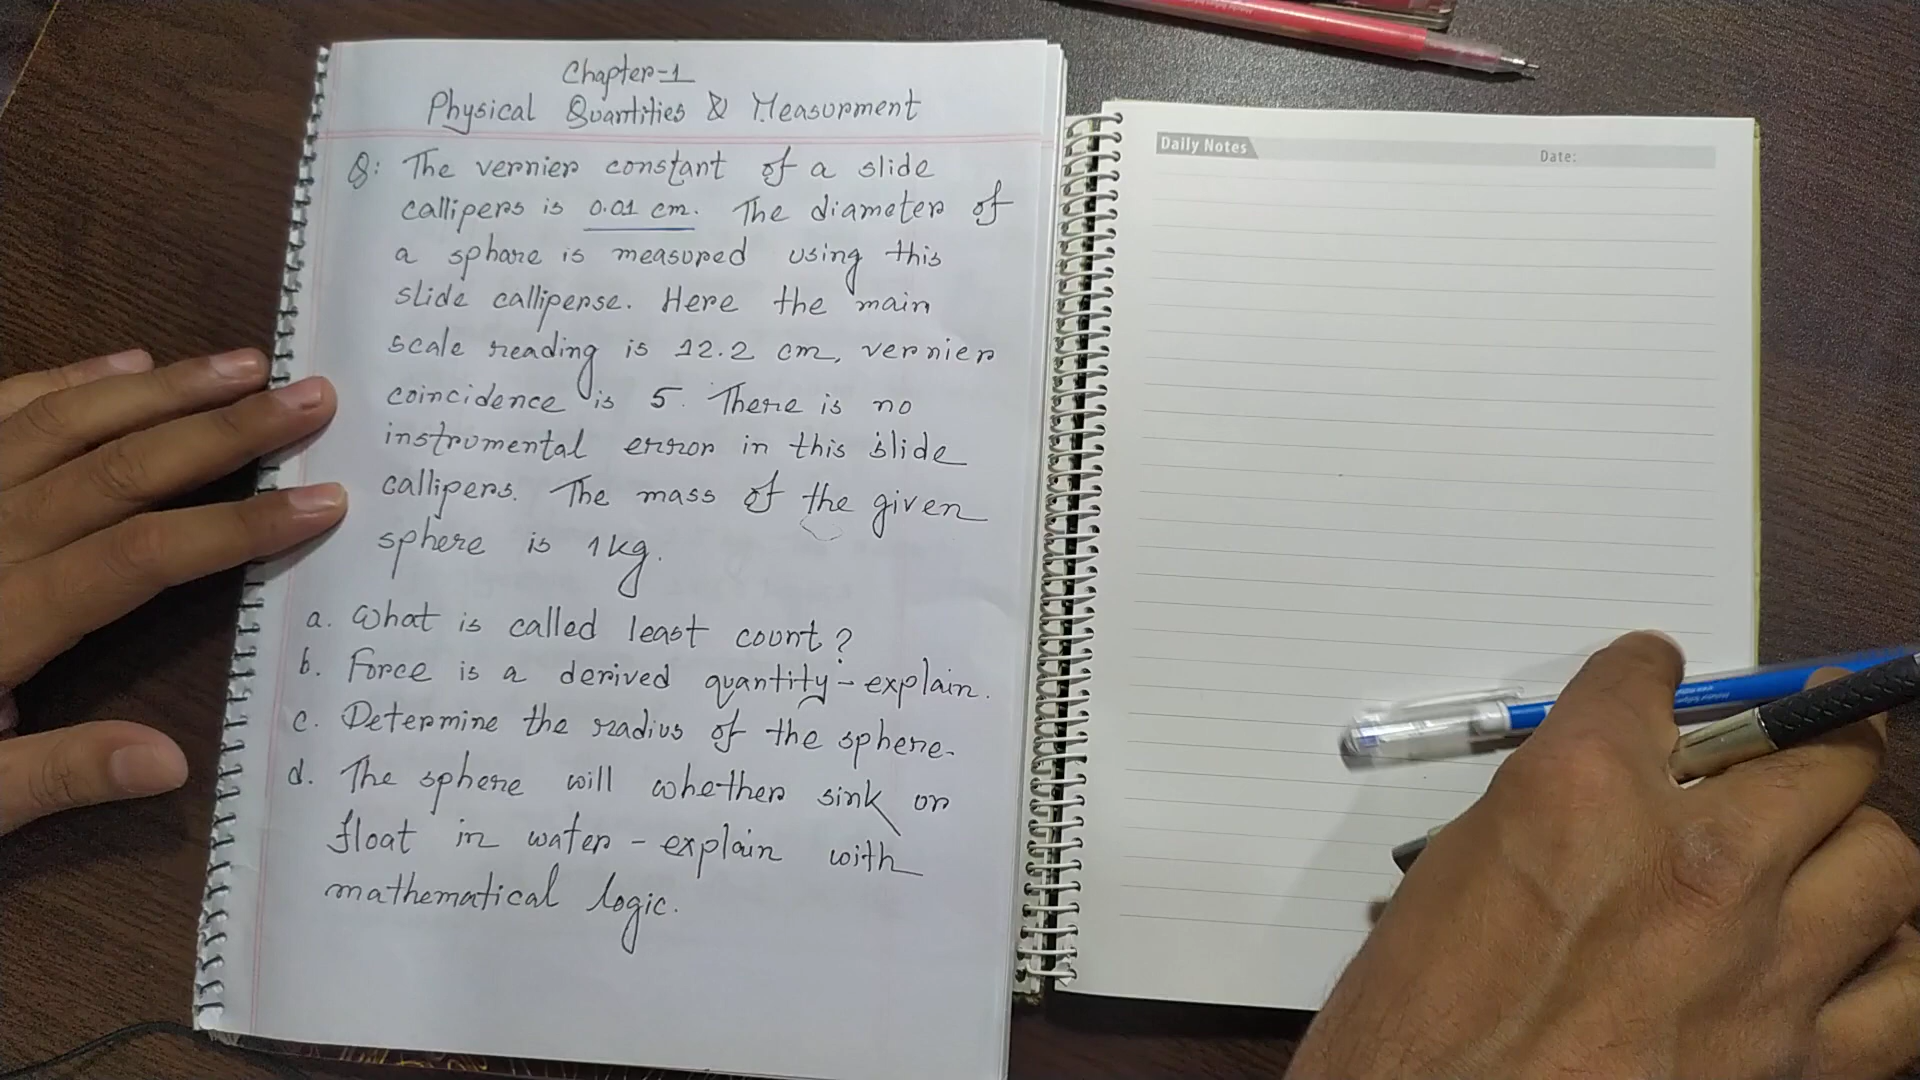 Chapter-1
Physical Quantities & Measurment
Q: The vernier constant of a slide
callipers is 0.01 cm. The diameter of
a sphare is measured using this
slide calliperse. Here the main
scale reading is 12.2 cm, vernier
coincidence is 5. There is no
instrumental error in this slide
callipers. The mass of the given
sphere is 1kg.
a. What is called least count?
b. Force is a derived quantity - explain.
c. Determine the radius of the sphere.
d. The sphere will whether sink or
float in water - explain with
mathematical logic.
Daily Notes
Date: